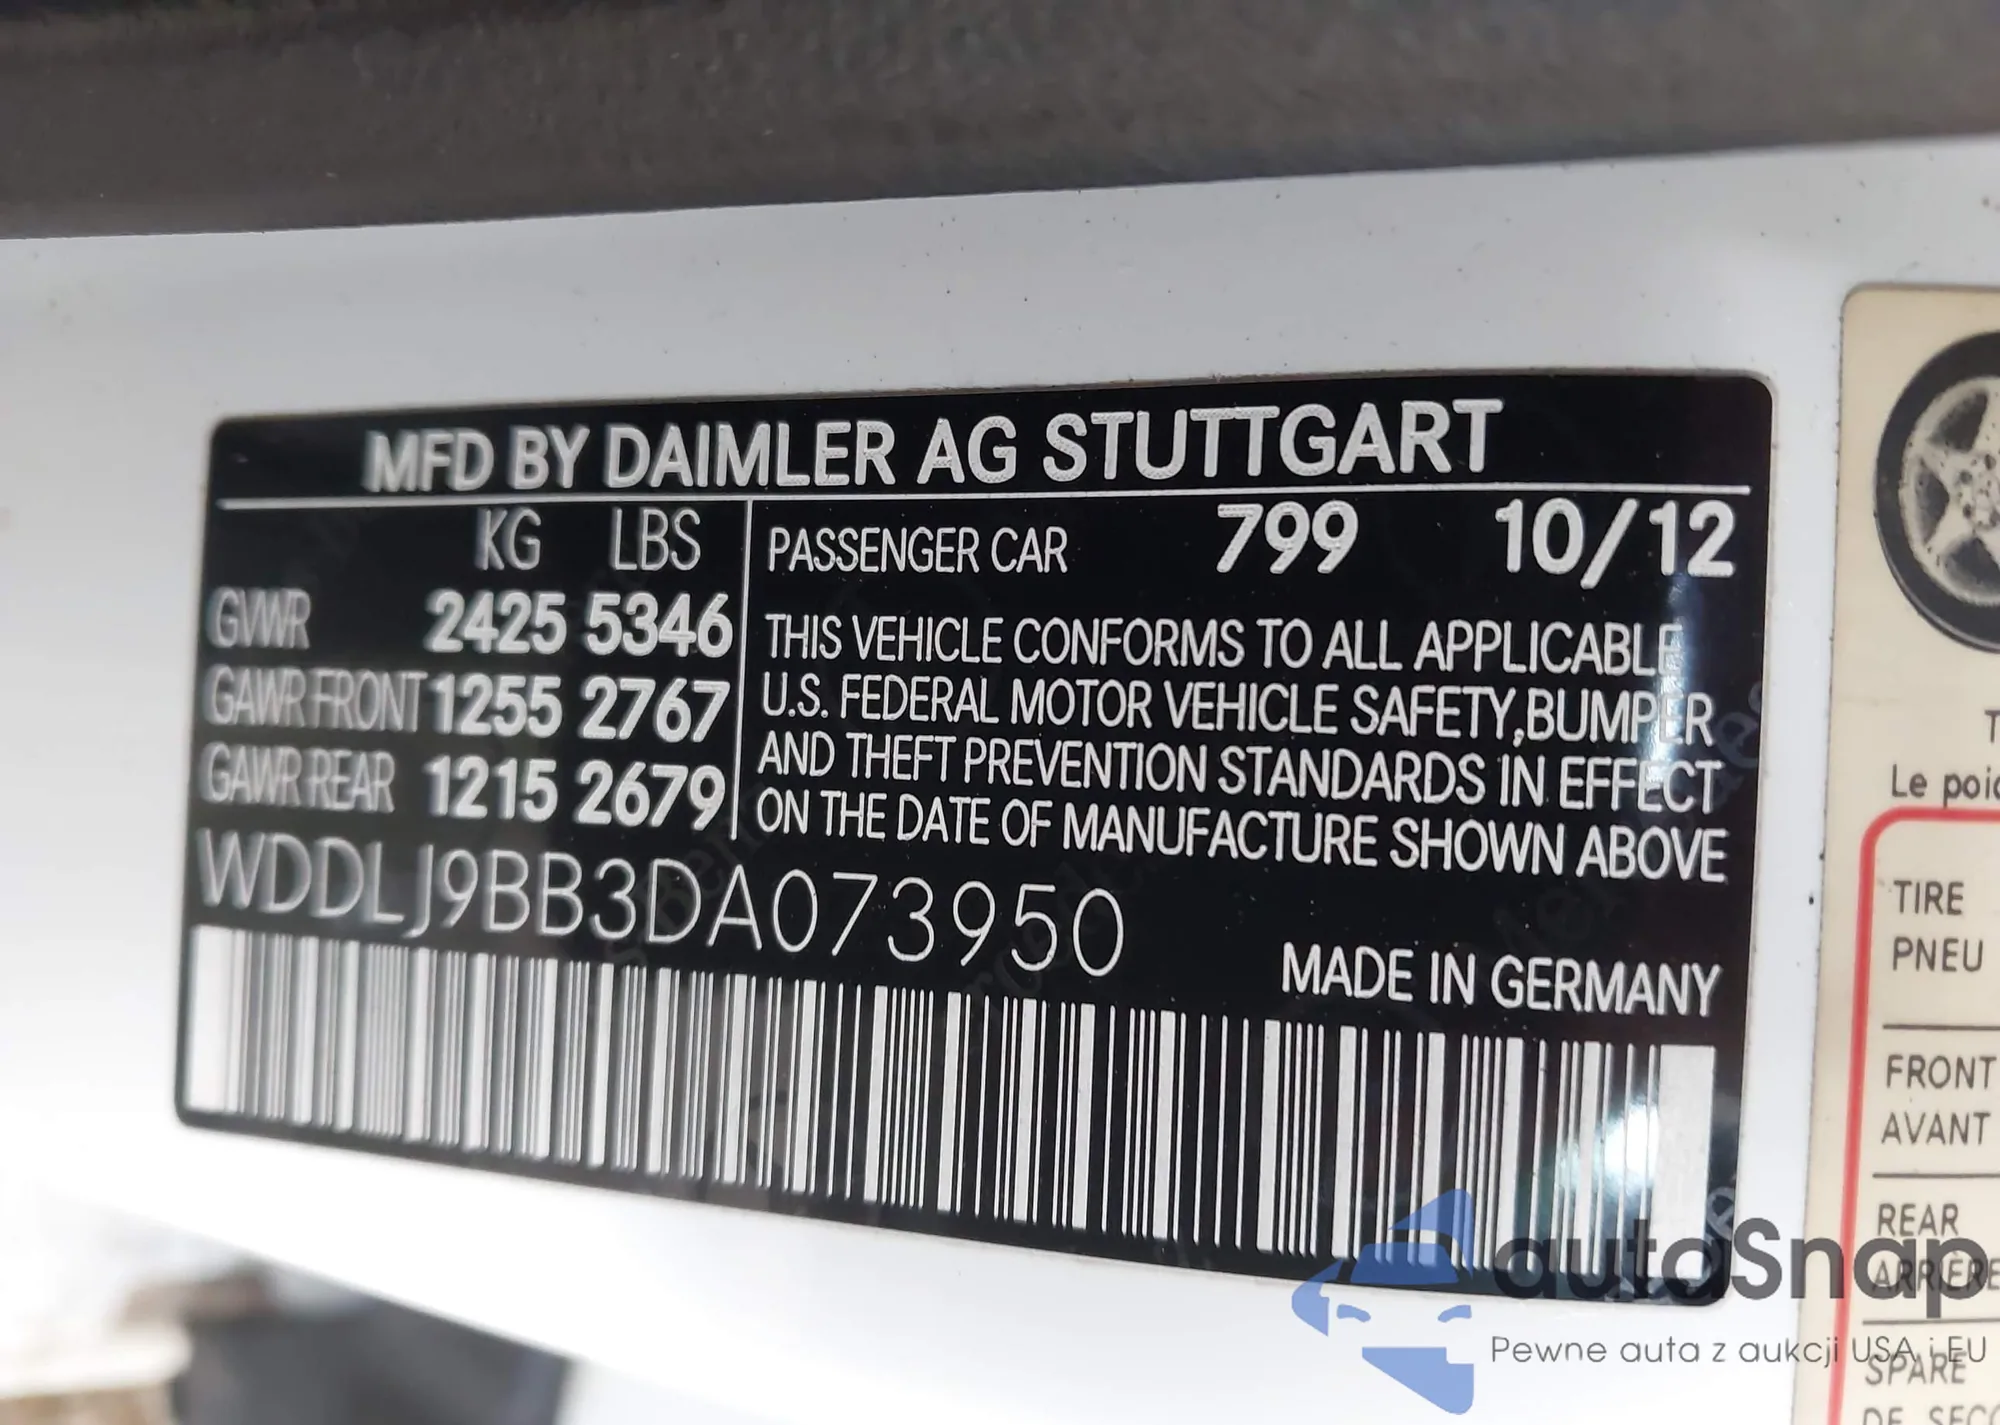 MFD BY DAIMLER AG STUTTGART
KG LBS
GVWR 2425 5346
GAWR FRONT 1255 2767
GAWR REAR 1215 2679
PASSENGER CAR 799 10/12
THIS VEHICLE CONFORMS TO ALL APPLICABLE
U.S. FEDERAL MOTOR VEHICLE SAFETY,BUMPER
AND THEFT PREVENTION STANDARDS IN EFFECT
ON THE DATE OF MANUFACTURE SHOWN ABOVE
WDDLJ9BB3DA073950
MADE IN GERMANY
Le
TIRE
PNEU
FRONT
AVANT
REAR
ARRIERE
SPARE
DE
autoSnap
Pewne auta z aukcji USA i EU